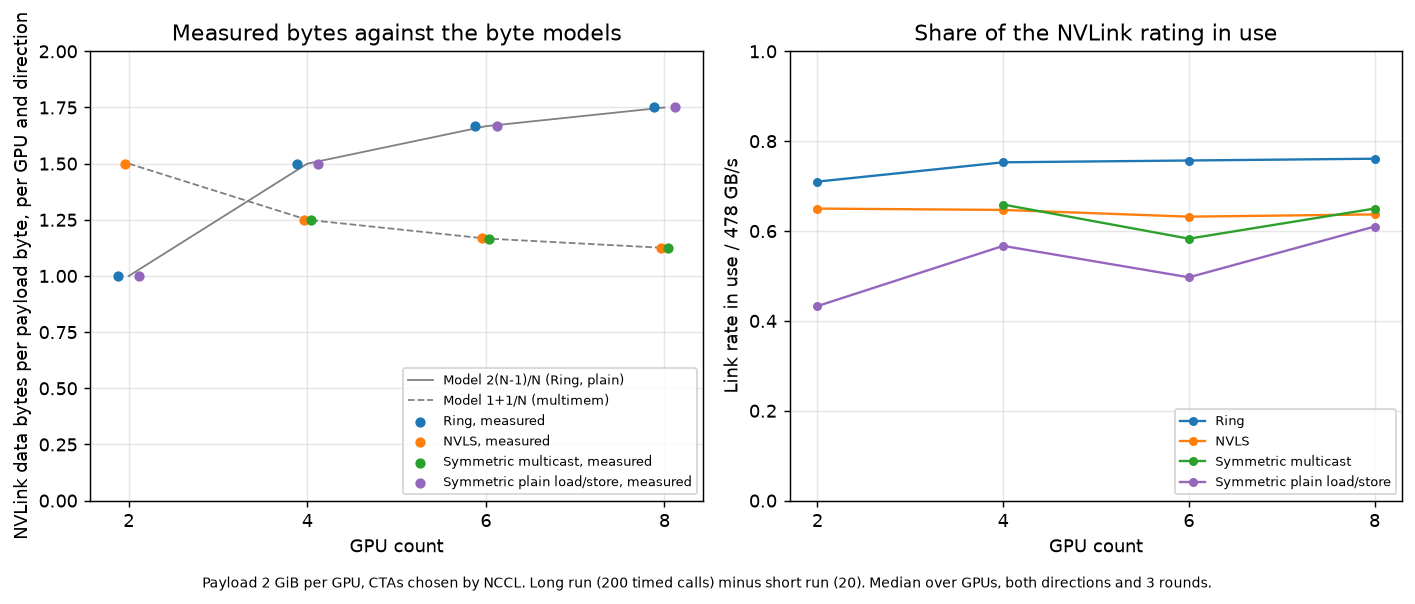 Measured bytes against the byte models
NVLink data bytes per payload byte, per GPU and direction
2.00
1.75
1.50
1.25
1.00
0.75
0.50
0.25
0.00
2
4
6
8
GPU count
Model 2(N-1)/N (Ring, plain)
Model 1+1/N (multimem)
Ring, measured
NVLS, measured
Symmetric multicast, measured
Symmetric plain load/store, measured
Share of the NVLink rating in use
Link rate in use / 478 GB/s
1.0
0.8
0.6
0.4
0.2
0.0
2
4
6
8
GPU count
Ring
NVLS
Symmetric multicast
Symmetric plain load/store
Payload 2 GiB per GPU, CTAs chosen by NCCL. Long run (200 timed calls) minus short run (20). Median over GPUs, both directions and 3 rounds.